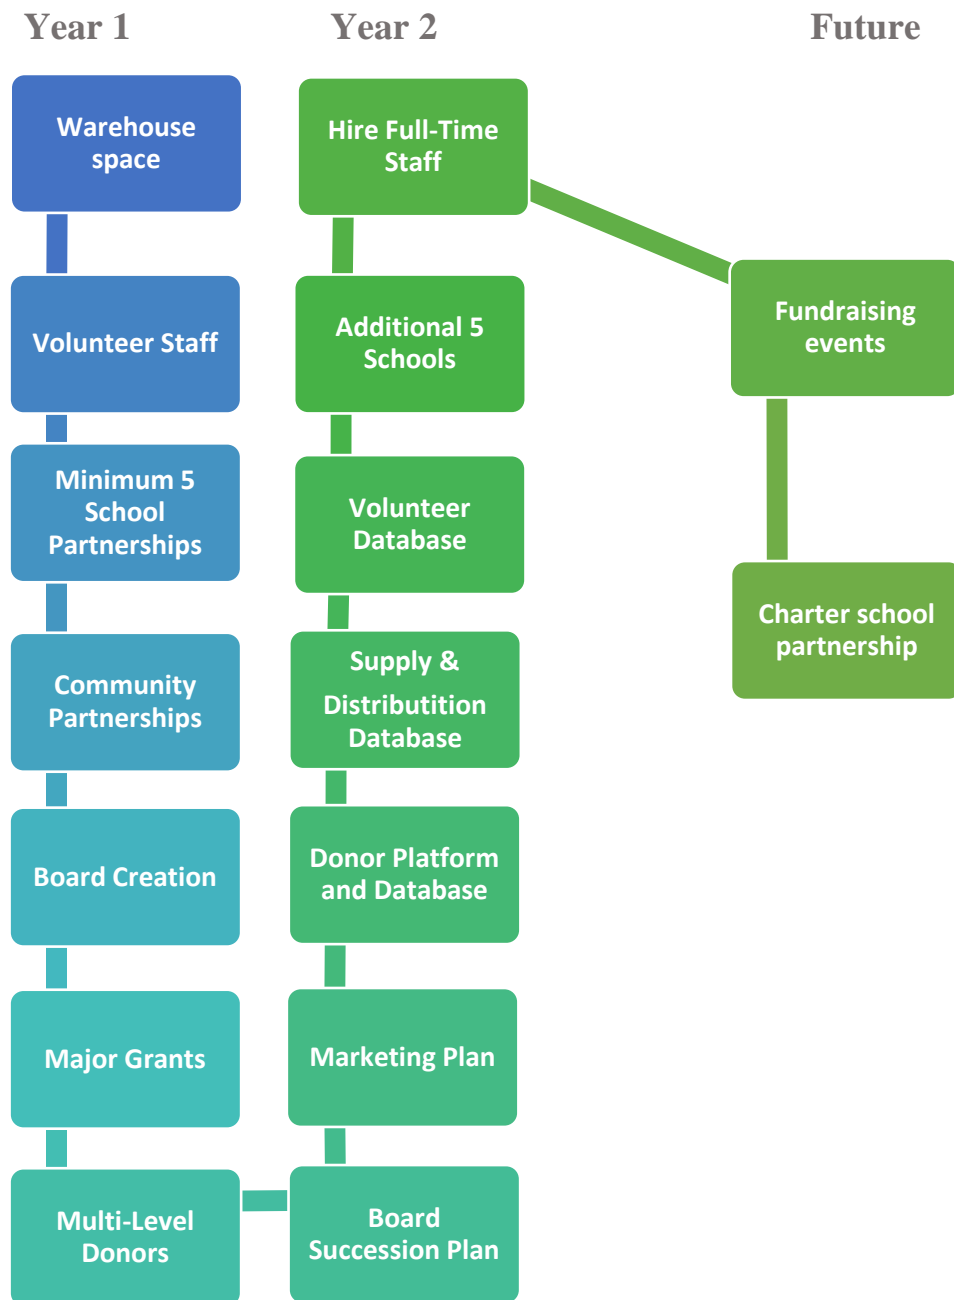 Year 1
Year 2
Future
Warehouse
space
Volunteer Staff
Minimum 5
School
Partnerships
Community
Partnerships
Board Creation
Major Grants
Multi-Level
Donors
Hire Full-Time
Staff
Additional 5
Schools
Volunteer
Database
Supply &
Distributition
Database
Donor Platform
and Database
Marketing Plan
Board
Succession Plan
Fundraising
events
Charter school
partnership